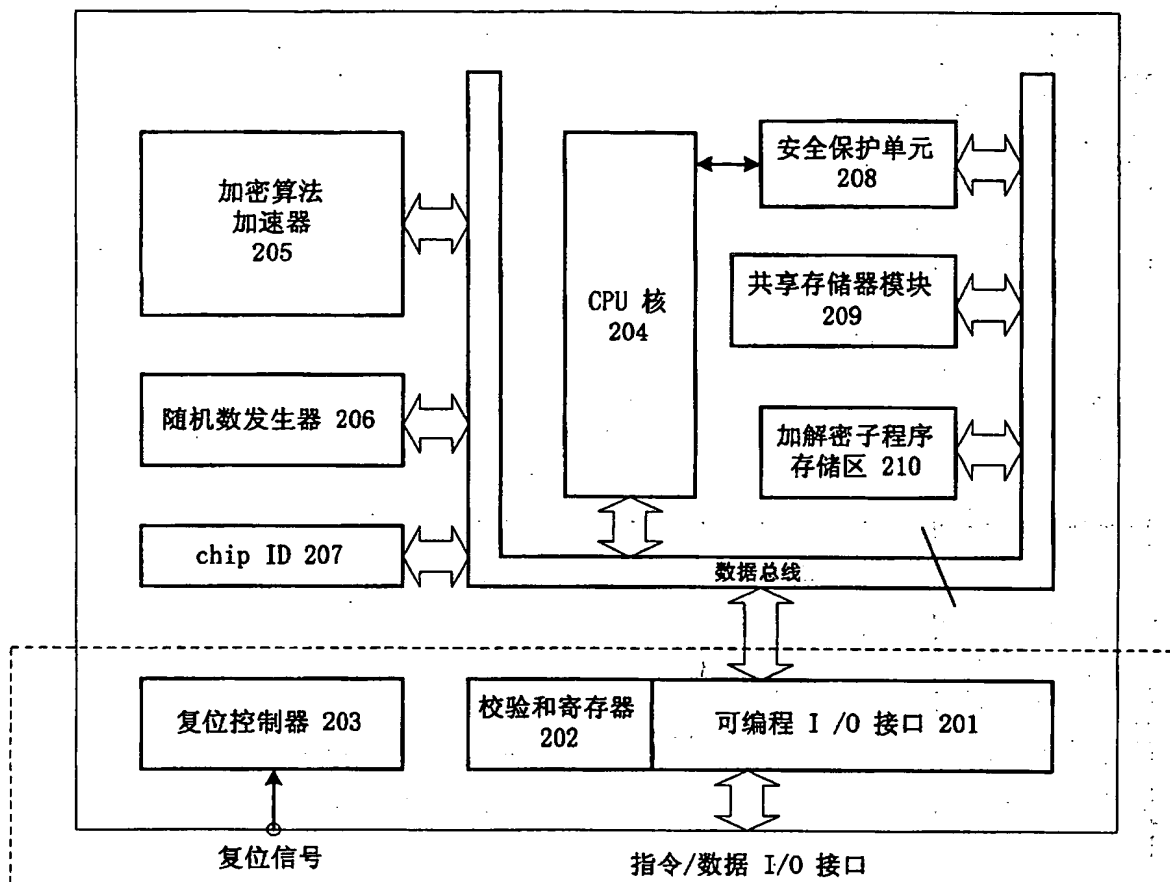 加密算法
加速器
205
随机数发生器 206
chip ID 207
CPU 核
204
安全保护单元
208
共享存储器模块
209
加解密子程序
存储区 210
数据总线
复位控制器 203
校验和寄存器
202
可编程 I /O 接口 201
复位信号
指令/数据 I/O 接口